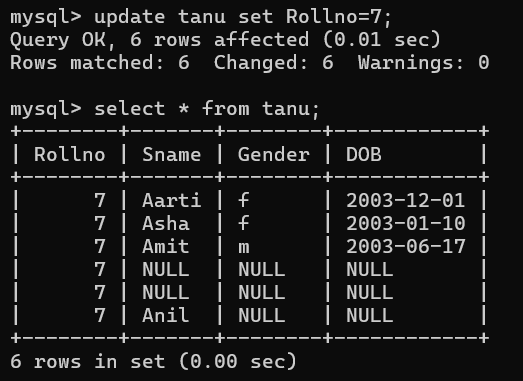 mysql> update tanu set Rollno=7;
Query OK, 6 rows affected (0.01 sec)
Rows matched: 6  Changed: 6  Warnings: 0

mysql> select * from tanu;
+--------+-------+--------+------------+
| Rollno | Sname | Gender | DOB        |
+--------+-------+--------+------------+
|      7 | Aarti | f      | 2003-12-01 |
|      7 | Asha  | f      | 2003-01-10 |
|      7 | Amit  | m      | 2003-06-17 |
|      7 | NULL  | NULL   | NULL       |
|      7 | NULL  | NULL   | NULL       |
|      7 | Anil  | NULL   | NULL       |
+--------+-------+--------+------------+
6 rows in set (0.00 sec)